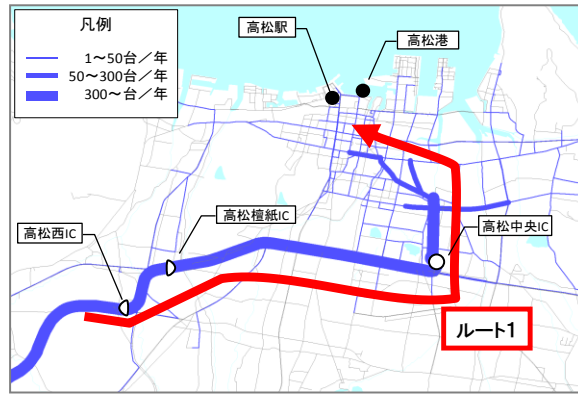 凡例
1～50台／年
50～300台／年
300～台／年
高松駅
高松港
高松檀紙IC
高松西IC
高松中央IC
ルート1